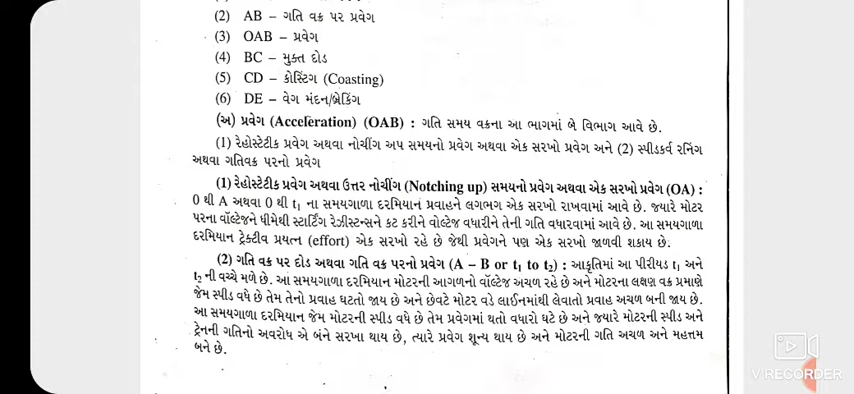 (2) AB – ગતિ વક્ર પર પ્રવેગ
(3) OAB – પ્રવેગ
(4) BC – મુક્ત દોડ
(5) CD – કોસ્ટિંગ (Coasting)
(6) DE – વેગ મંદન/બ્રેકિંગ
(અ) પ્રવેગ (Acceleration) (OAB) : ગતિ સમય વક્રના આ ભાગમાં બે વિભાગ આવે છે.
(1) રેહોસ્ટેટીક પ્રવેગ અથવા નોચીંગ અપ સમયનો પ્રવેગ અથવા એક સરખો પ્રવેગ અને (2) સ્પીડકર્વ રનિંગ
અથવા ગતિવક્ર પરનો પ્રવેગ
(1) રેહોસ્ટેટીક પ્રવેગ અથવા ઉત્તર નોચીંગ (Notching up) સમયનો પ્રવેગ અથવા એક સરખો પ્રવેગ (OA) :
0 થી A અથવા 0 થી t₁ ના સમયગાળા દરમિયાન પ્રવાહને લગભગ એક સરખો રાખવામાં આવે છે. જ્યારે મોટર
પરના વૉલ્ટેજને ધીમેથી સ્ટાર્ટિંગ રેઝીસ્ટન્સને કટ કરીને વોલ્ટેજ વધારીને તેની ગતિ વધારવામાં આવે છે. આ સમયગાળા
દરમિયાન ટ્રેક્ટીવ પ્રયત્ન (effort) એક સરખો રહે છે જેથી પ્રવેગને પણ એક સરખો જાળવી શકાય છે.
(2) ગતિ વક્ર પર દોડ અથવા ગતિ વક્ર પરનો પ્રવેગ (A – B or t₁ to t₂) : આકૃતિમાં આ પીરીયડ t₁ અને
t₂ ની વચ્ચે મળે છે. આ સમયગાળા દરમિયાન મોટરની આગળનો વૉલ્ટેજ અચળ રહે છે અને મોટરના લક્ષણ વક્ર પ્રમાણે
જેમ સ્પીડ વધે છે તેમ તેનો પ્રવાહ ઘટતો જાય છે અને છેવટે મોટર વડે લાઈનમાંથી લેવાતો પ્રવાહ અચળ બની જાય છે.
આ સમયગાળા દરમિયાન જેમ મોટરની સ્પીડ વધે છે તેમ પ્રવેગમાં થતો વધારો ઘટે છે અને જ્યારે મોટરની સ્પીડ અને
ટ્રેનની ગતિનો અવરોધ એ બંને સરખા થાય છે, ત્યારે પ્રવેગ શૂન્ય થાય છે અને મોટરની ગતિ અચળ અને મહત્તમ
બને છે.
V RECORDER